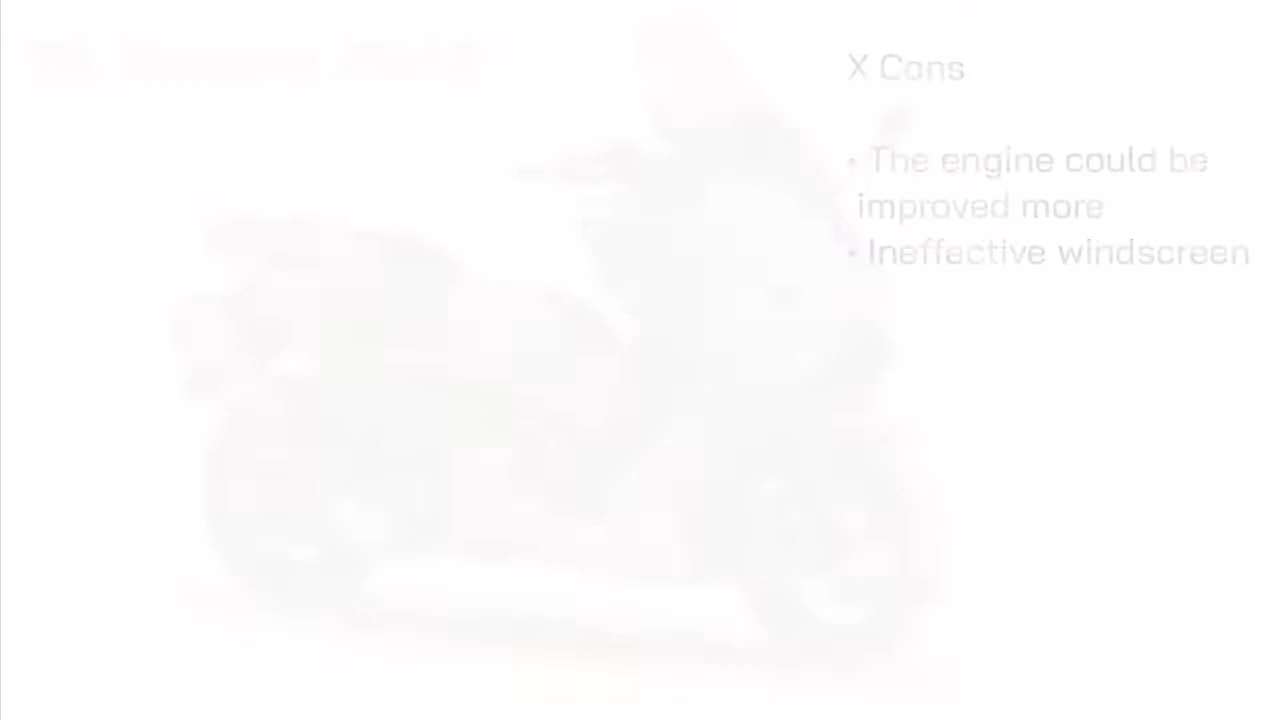 X Cons
• The engine could be
improved more
• Ineffective windscreen